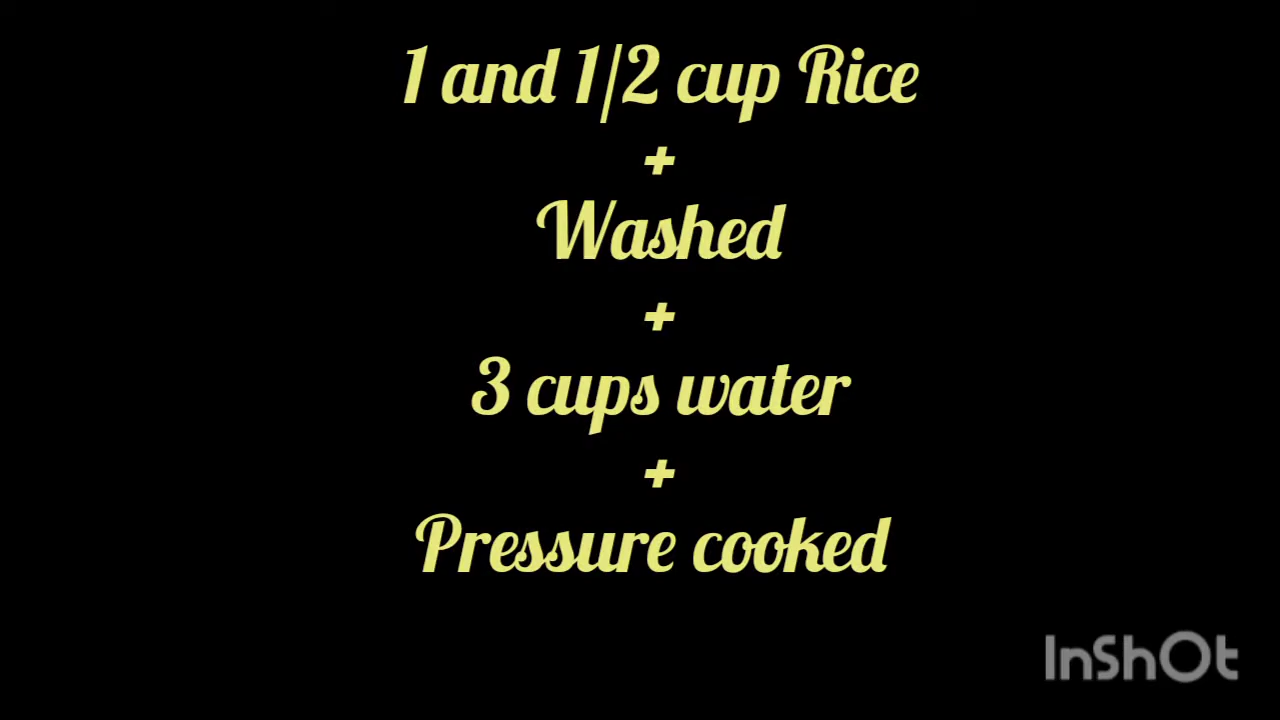 1 and 1/2 cup Rice
+
Washed
+
3 cups water
+
Pressure cooked
InShOt